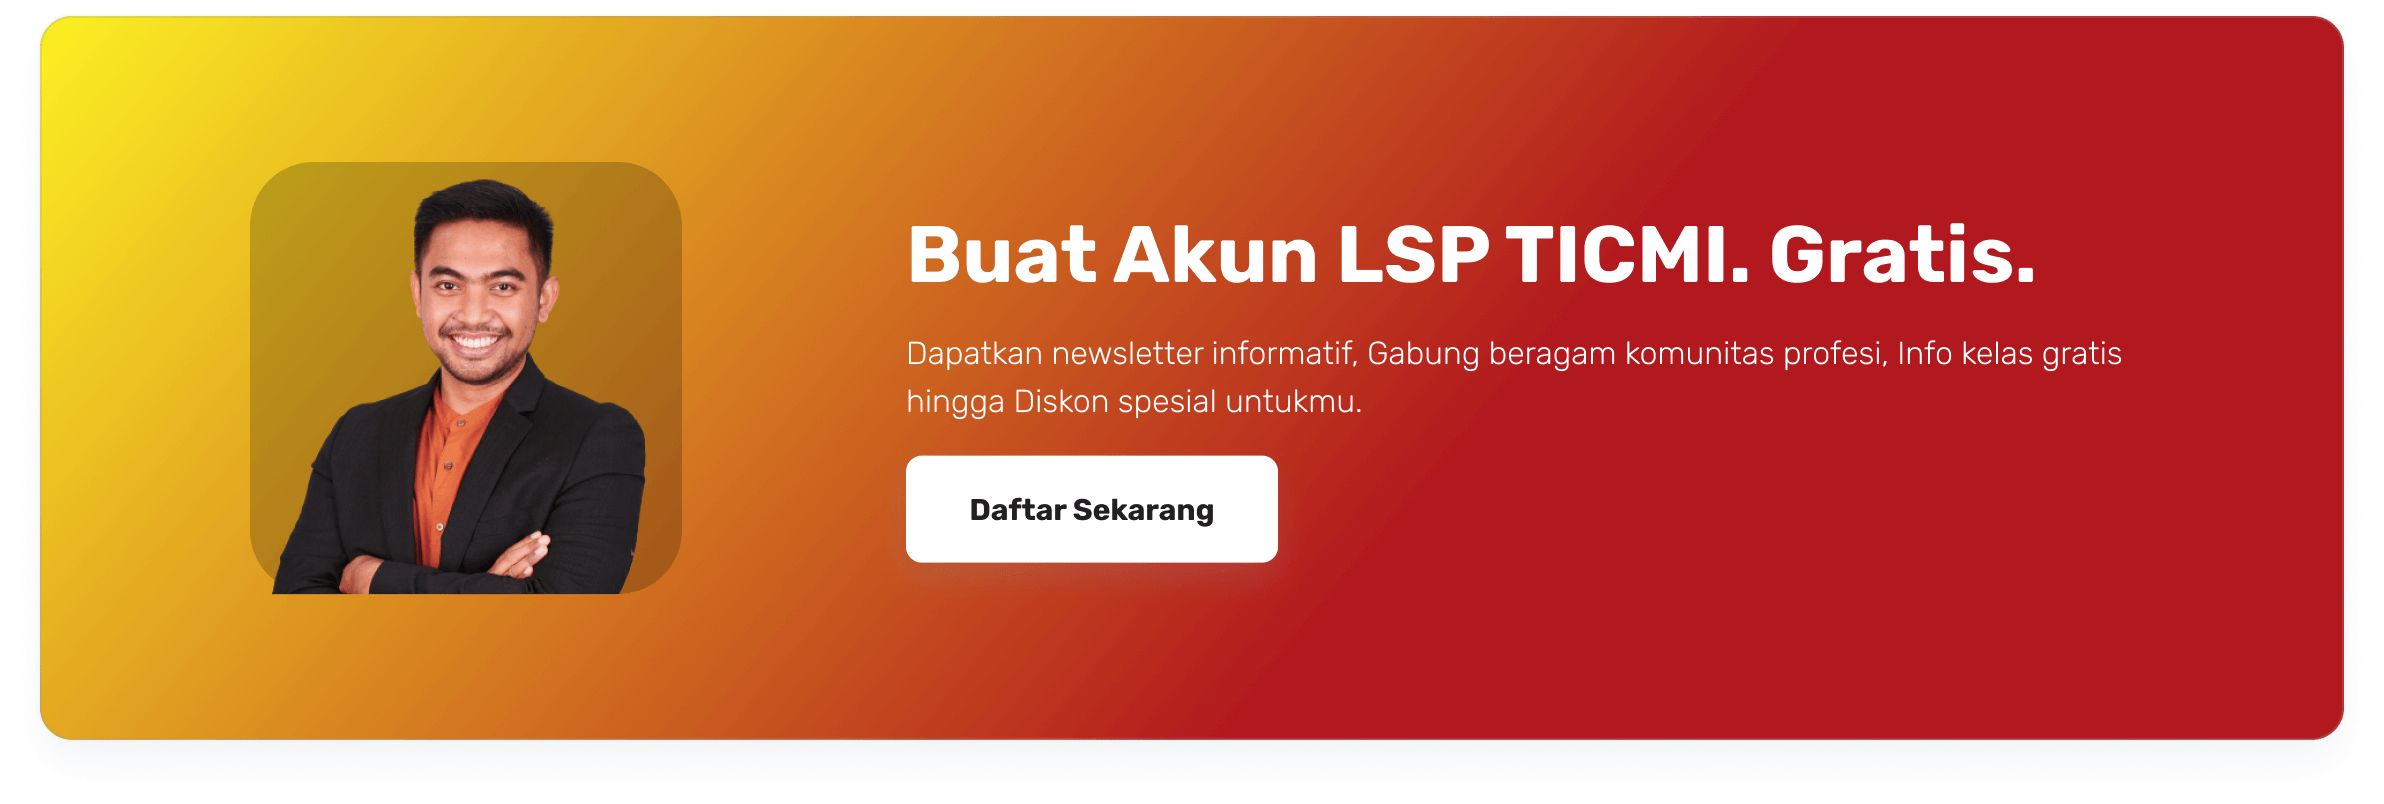 Buat Akun LSP TICMI. Gratis.
Dapatkan newsletter informatif, Gabung beragam komunitas profesi, Info kelas gratis
hingga Diskon spesial untukmu.
Daftar Sekarang